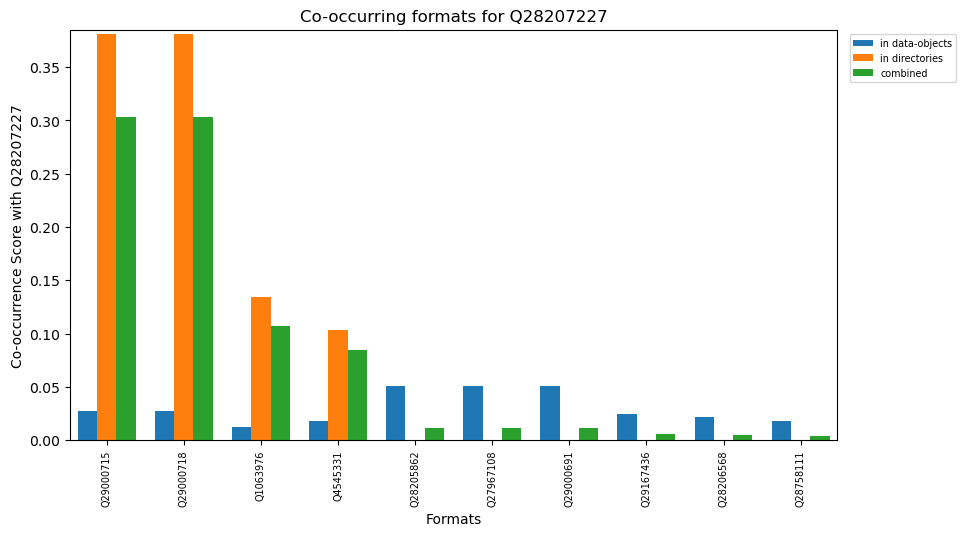 Co-occurring formats for Q28207227
in data-objects
in directories
combined
Co-occurrence Score with Q28207227
0.35
0.30
0.25
0.20
0.15
0.10
0.05
0.00
Q29000715
Q29000718
Q1063976
Q4545331
Q28205862
Q27967108
Q29000691
Q29167436
Q28206568
Q28758111
Formats